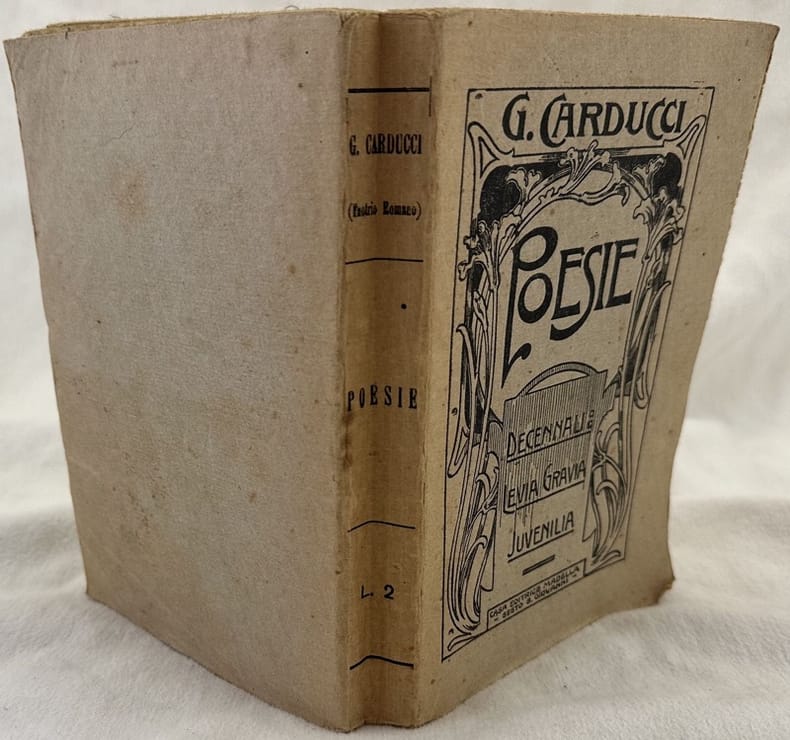 G. CARDUCCI
(Enotrio Romano)
POESIE
L. 2
G. CARDUCCI
POESIE
DECENNALI
LEVIA GRAVIA
JUVENILIA
CASA EDITRICE MADELLA
- SESTO S. GIOVANNI -